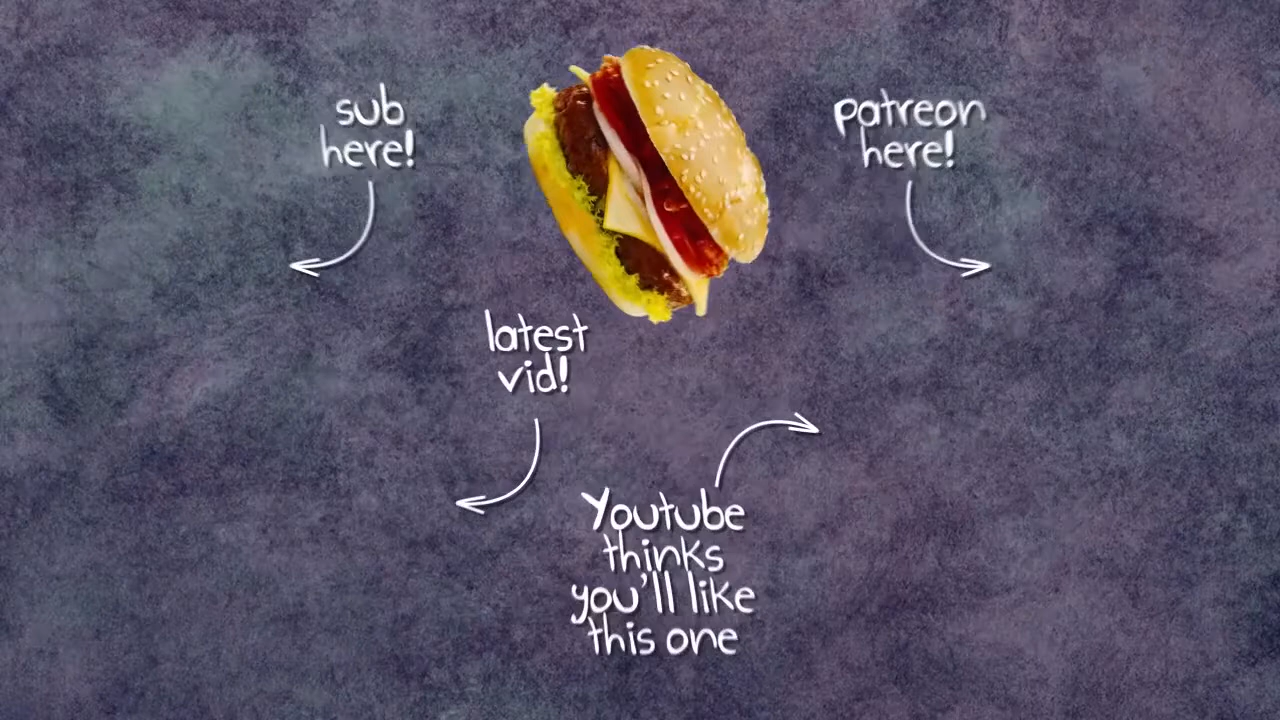 sub
here!
patreon
here!
latest
vid!
Youtube
thinks
you'll like
this one